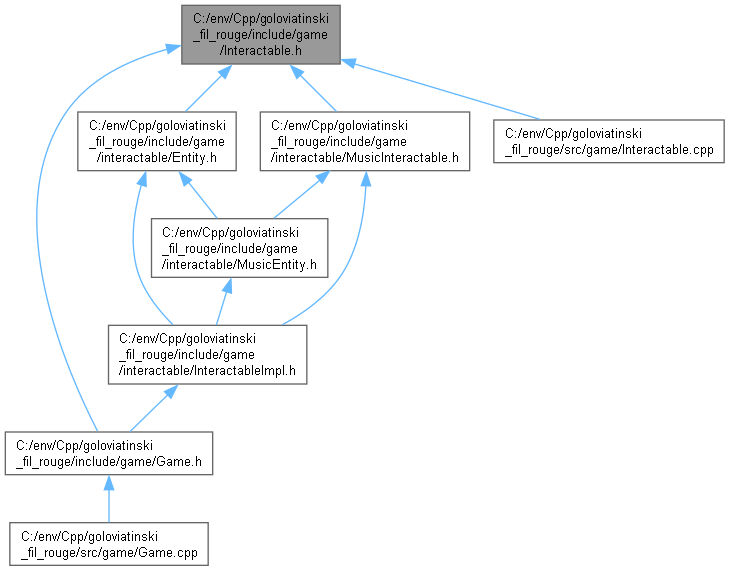 C:/env/Cpp/goloviatinski
_fil_rouge/include/game
/Interactable.h
C:/env/Cpp/goloviatinski
_fil_rouge/include/game
/interactable/Entity.h
C:/env/Cpp/goloviatinski
_fil_rouge/include/game
/interactable/MusicInteractable.h
C:/env/Cpp/goloviatinski
_fil_rouge/src/game/Interactable.cpp
C:/env/Cpp/goloviatinski
_fil_rouge/include/game
/interactable/MusicEntity.h
C:/env/Cpp/goloviatinski
_fil_rouge/include/game
/interactable/InteractableImpl.h
C:/env/Cpp/goloviatinski
_fil_rouge/include/game/Game.h
C:/env/Cpp/goloviatinski
_fil_rouge/src/game/Game.cpp